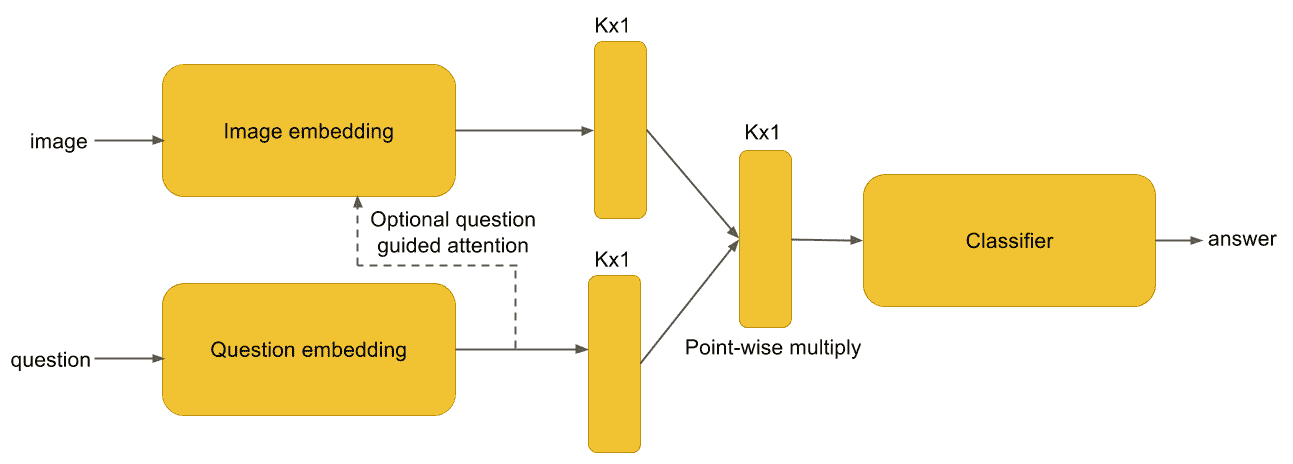 Kx1
image
Image embedding
Kx1
Optional question
guided attention
Classifier
answer
Kx1
question
Question embedding
Point-wise multiply